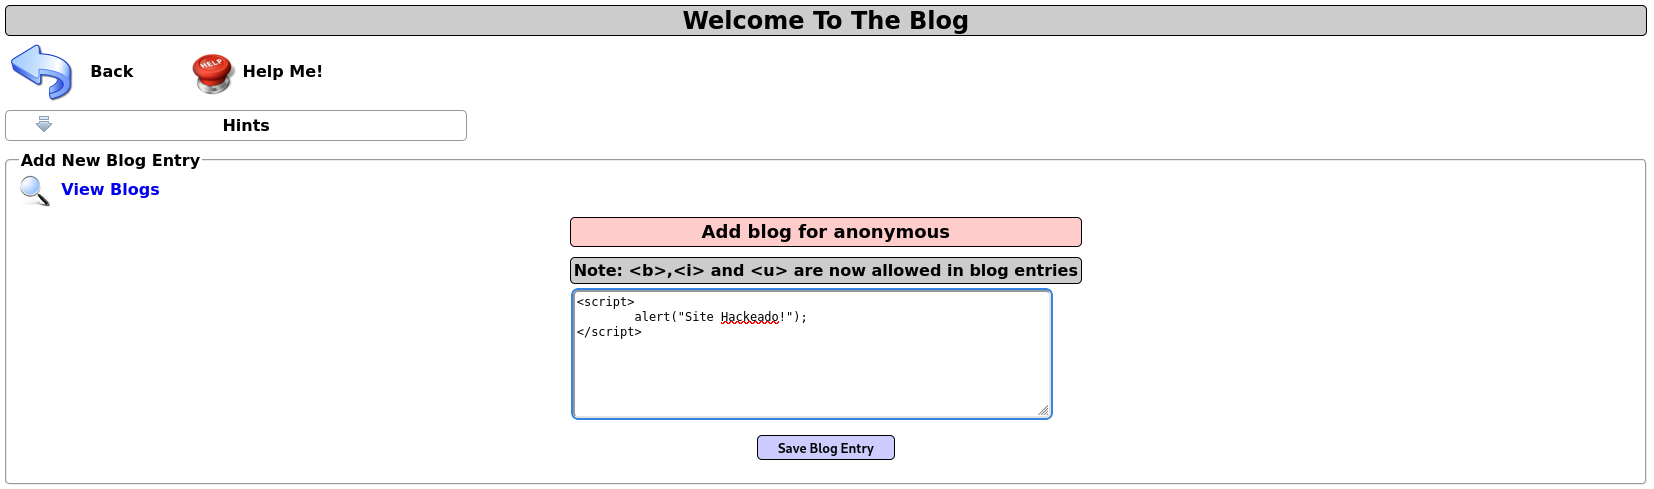 Welcome To The Blog
Back
HELP
Help Me!
Hints
Add New Blog Entry
View Blogs
Add blog for anonymous
Note: <b>,<i> and <u> are now allowed in blog entries
<script>
        alert("Site Hackeado!");
</script>
Save Blog Entry